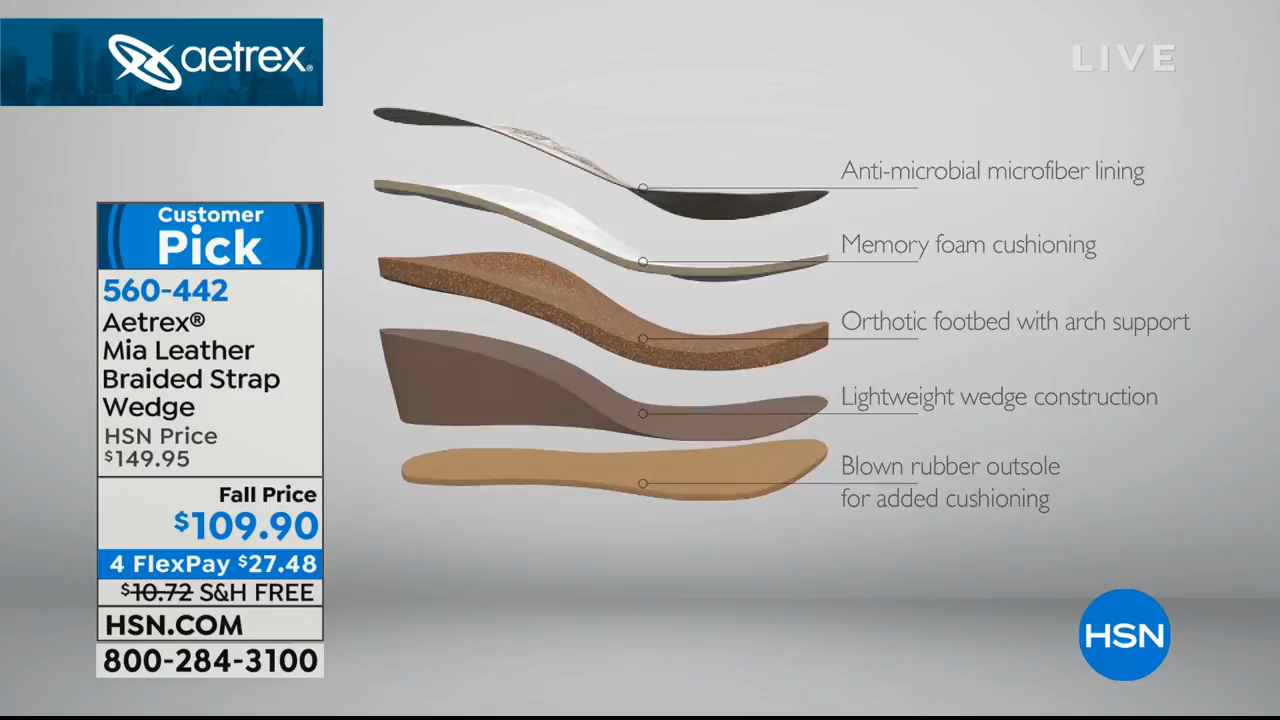 aetrex®
LIVE
Customer
Pick
560-442
Aetrex®
Mia Leather
Braided Strap
Wedge
HSN Price
$149.95
Fall Price
$109.90
4 FlexPay $27.48
$10.72 S&H FREE
HSN.COM
800-284-3100
Anti-microbial microfiber lining
Memory foam cushioning
Orthotic footbed with arch support
Lightweight wedge construction
Blown rubber outsole
for added cushioning
HSN